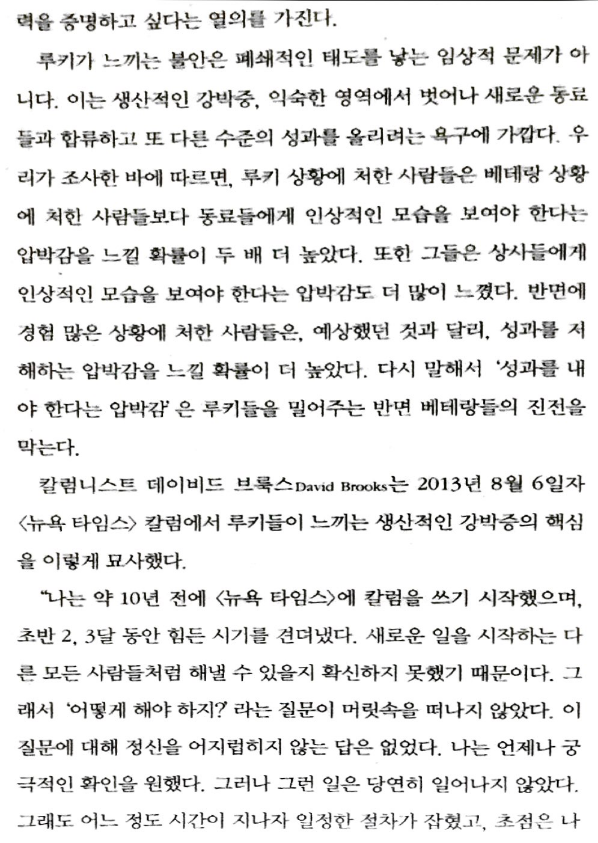 력을 증명하고 싶다는 열의를 가진다.
루키가 느끼는 불안은 폐쇄적인 태도를 낳는 임상적 문제가 아
니다. 이는 생산적인 강박증, 익숙한 영역에서 벗어나 새로운 동료
들과 합류하고 또 다른 수준의 성과를 올리려는 욕구에 가깝다. 우
리가 조사한 바에 따르면, 루키 상황에 처한 사람들은 베테랑 상황
에 처한 사람들보다 동료들에게 인상적인 모습을 보여야 한다는
압박감을 느낄 확률이 두 배 더 높았다. 또한 그들은 상사들에게
인상적인 모습을 보여야 한다는 압박감도 더 많이 느꼈다. 반면에
경험 많은 상황에 처한 사람들은, 예상했던 것과 달리, 성과를 저
해하는 압박감을 느낄 확률이 더 높았다. 다시 말해서 ‘성과를 내
야 한다는 압박감’은 루키들을 밀어주는 반면 베테랑들의 진전을
막는다.
칼럼니스트 데이비드 브룩스David Brooks는 2013년 8월 6일자
〈뉴욕 타임스〉 칼럼에서 루키들이 느끼는 생산적인 강박증의 핵심
을 이렇게 묘사했다.
“나는 약 10년 전에 〈뉴욕 타임스〉에 칼럼을 쓰기 시작했으며,
초반 2, 3달 동안 힘든 시기를 견뎌냈다. 새로운 일을 시작하는 다
른 모든 사람들처럼 해낼 수 있을지 확신하지 못했기 때문이다. 그
래서 ‘어떻게 해야 하지?’라는 질문이 머릿속을 떠나지 않았다. 이
질문에 대해 정신을 어지럽히지 않는 답은 없었다. 나는 언제나 궁
극적인 확인을 원했다. 그러나 그런 일은 당연히 일어나지 않았다.
그래도 어느 정도 시간이 지나자 일정한 절차가 잡혔고, 초점은 나